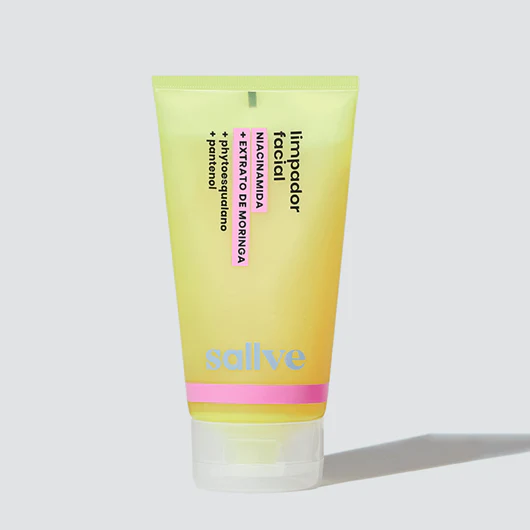 limpador
facial
NIACINAMIDA
+ EXTRATO DE MORINGA
+ phytoesqualano
+ pantenol
sallve